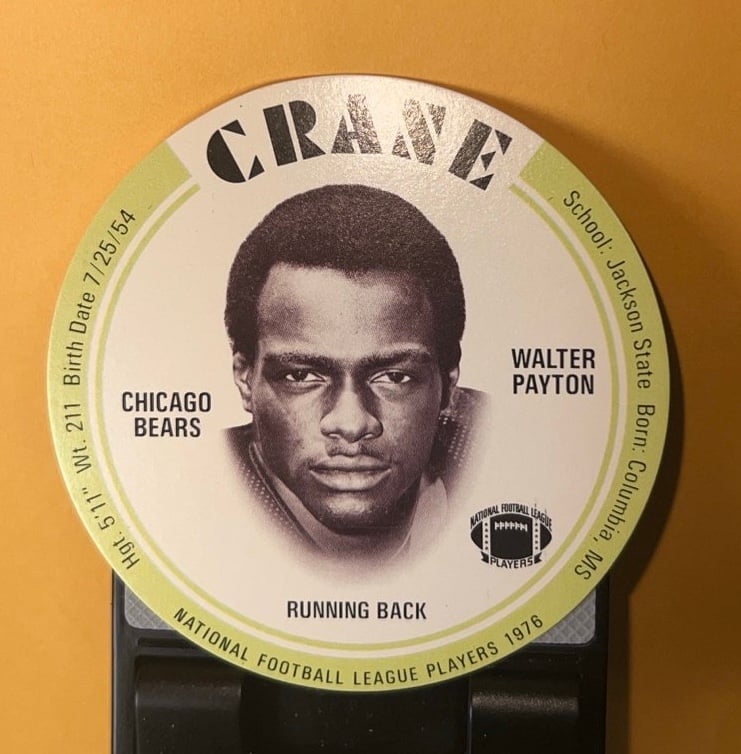 CRANE
Hgt. 5'11" Wt. 211 Birth Date 7/25/54
School: Jackson State Born: Columbia, MS
CHICAGO
BEARS
WALTER
PAYTON
NATIONAL FOOTBALL LEAGUE
PLAYERS
RUNNING BACK
NATIONAL FOOTBALL LEAGUE PLAYERS 1976